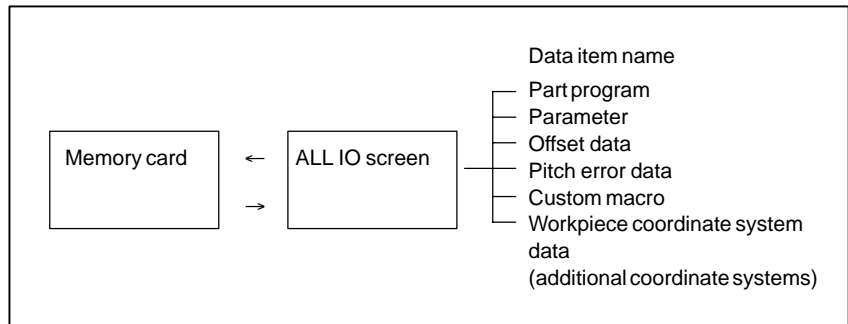 Data item name
Part program
Parameter
Offset data
Pitch error data
Custom macro
Workpiece coordinate system
data
(additional coordinate systems)
Memory card
ALL IO screen